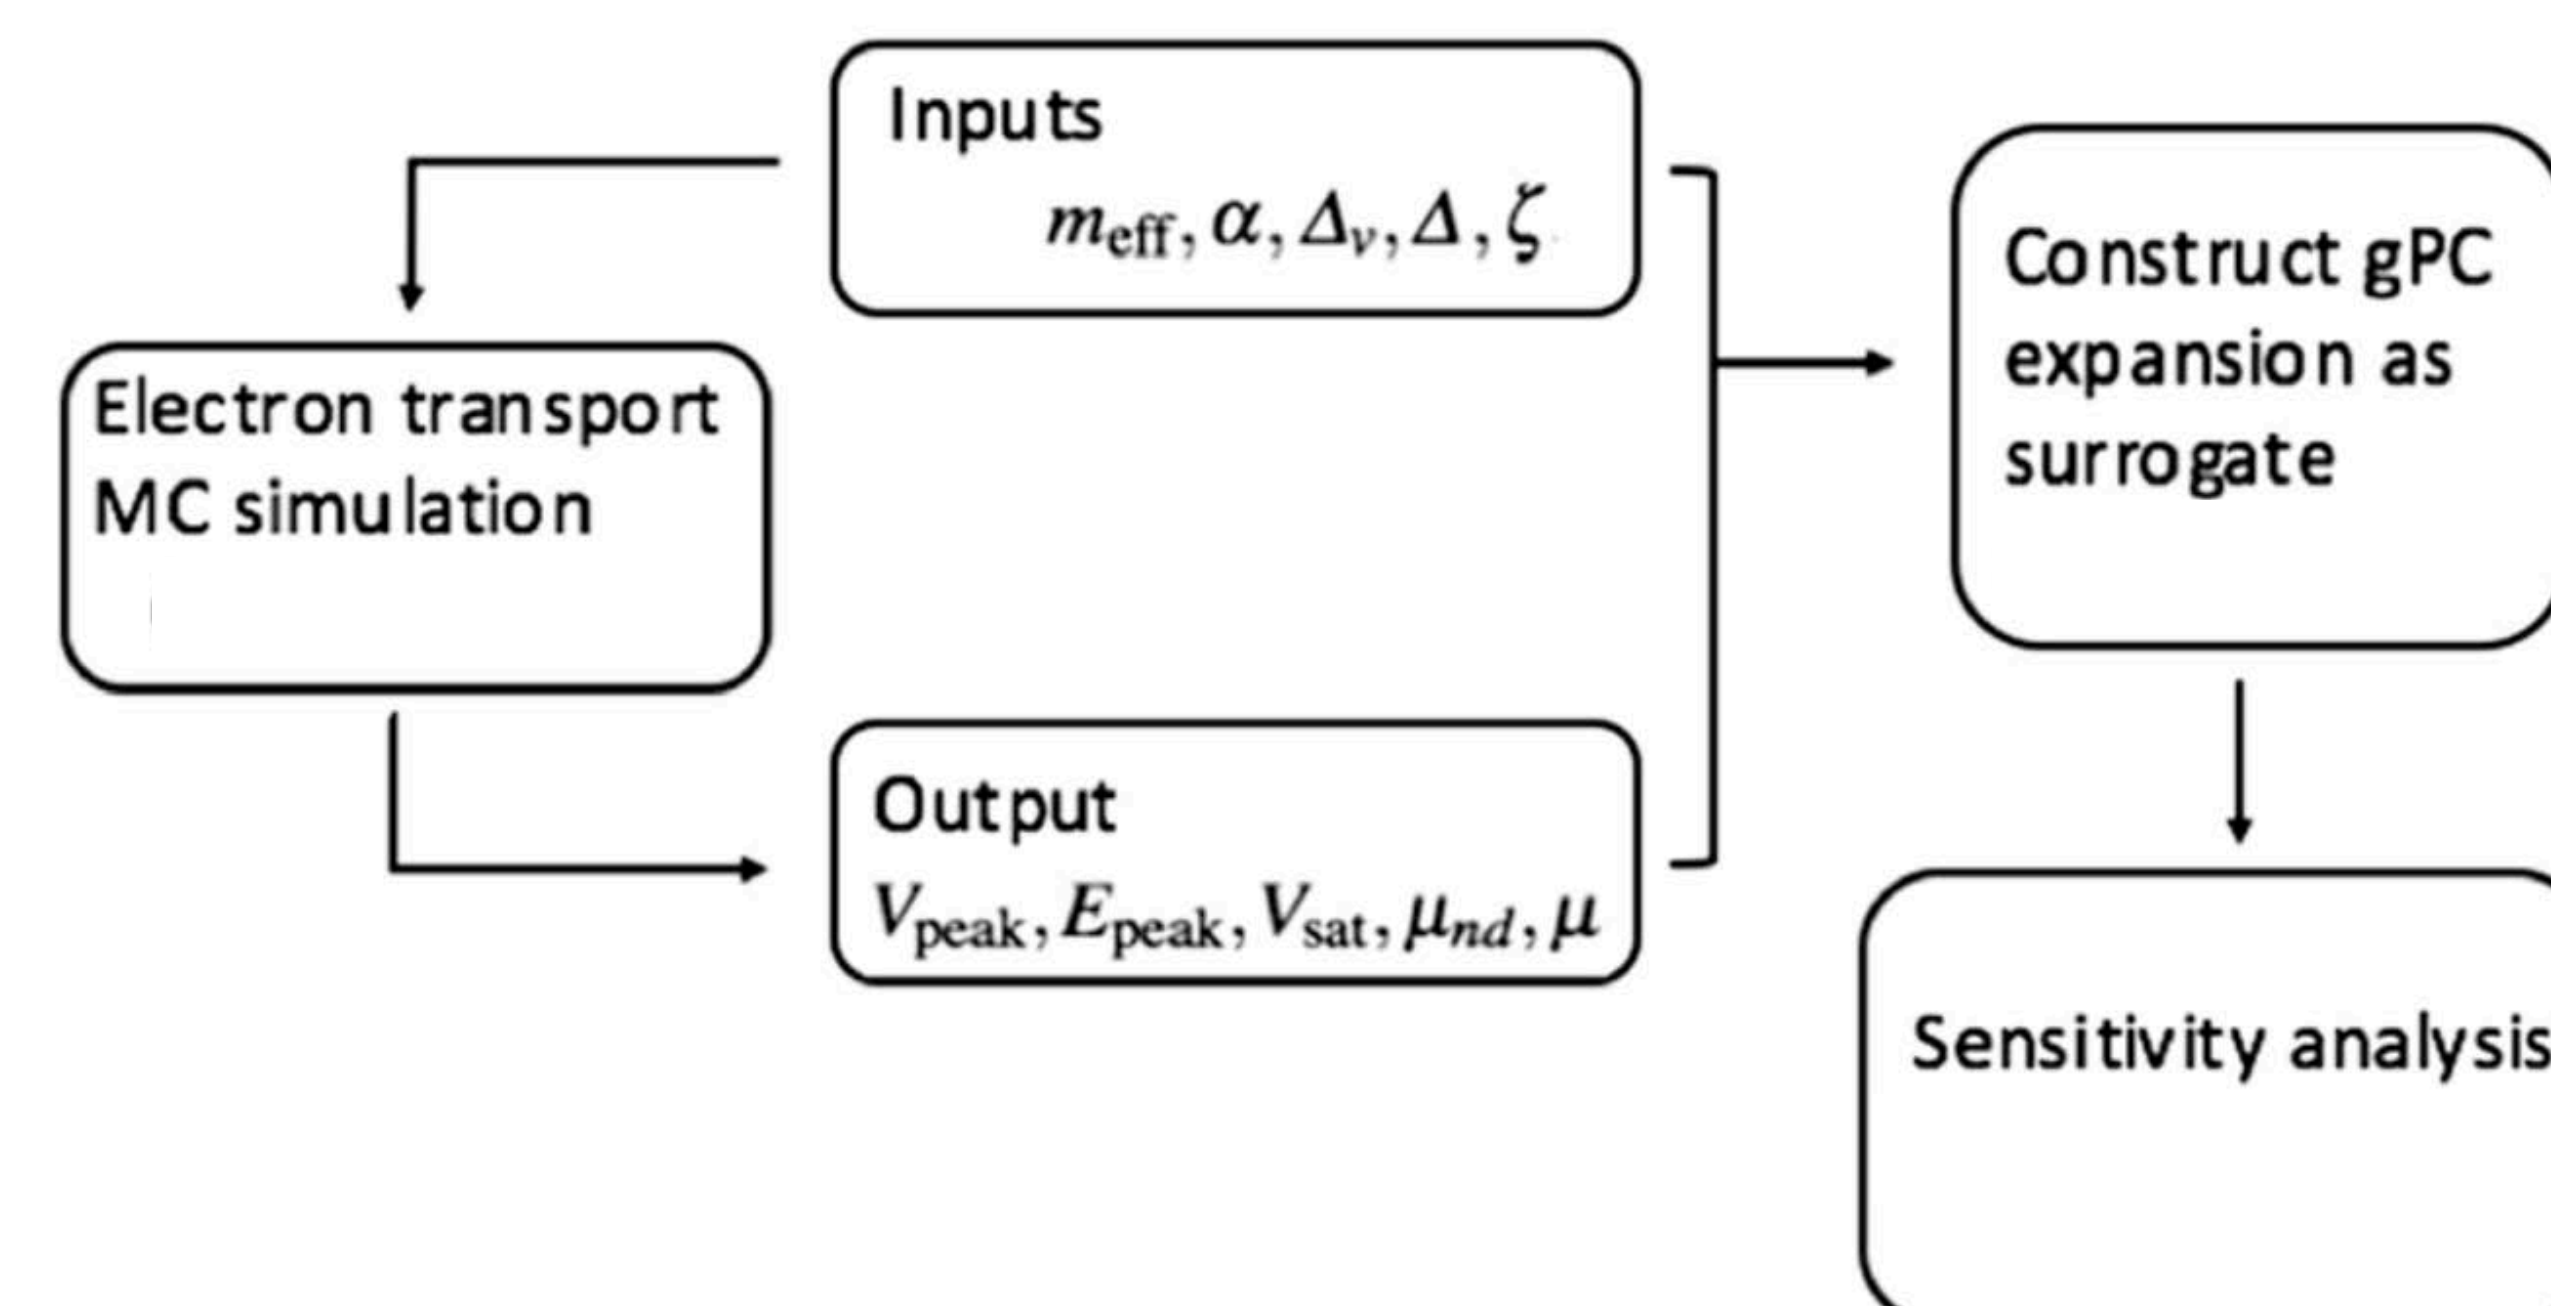 Inputs
m_eff, α, Δ_v, Δ, ζ
Electron transport
MC simulation
Output
V_peak, E_peak, V_sat, μ_nd, μ
Construct gPC
expansion as
surrogate
Sensitivity analysis